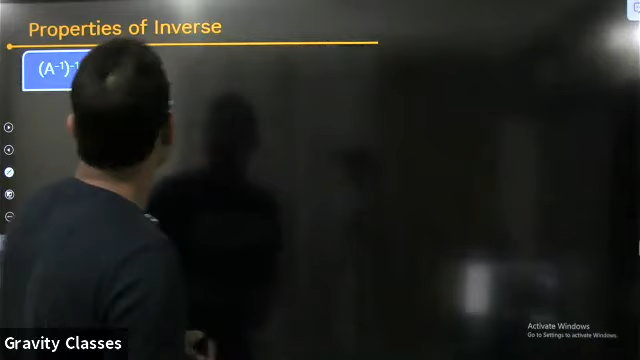 Properties of Inverse
(A⁻¹)⁻¹
Activate Windows
Go to Settings to activate Windows.
Gravity Classes